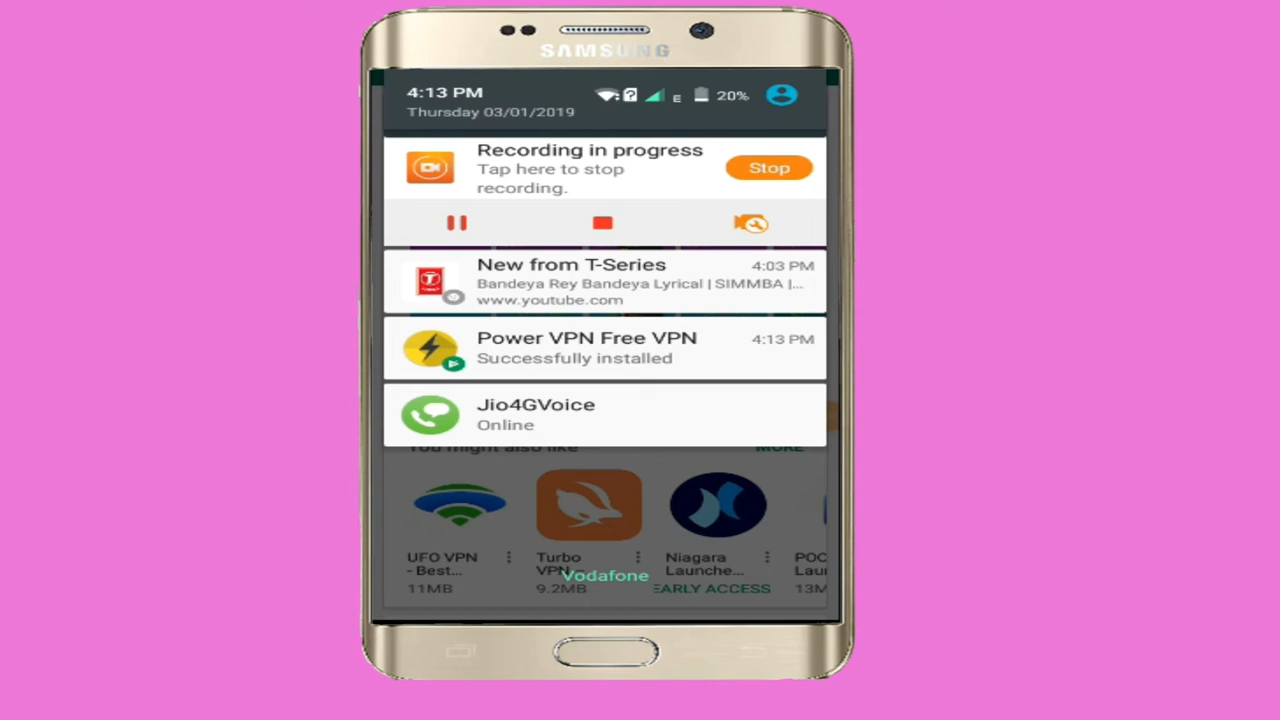 SAMSUNG
4:13 PM
E
20%
Thursday 03/01/2019
Recording in progress
Tap here to stop
recording.
Stop
New from T-Series
4:03 PM
Bandeya Rey Bandeya Lyrical | SIMMBA |...
www.youtube.com
Power VPN Free VPN
4:13 PM
Successfully installed
Jio4GVoice
Online
You might also like
MORE
UFO VPN
- Best...
11MB
Turbo
VPN -
9.2MB
Niagara
Launche...
EARLY ACCESS
POC
Lau
13M
Vodafone